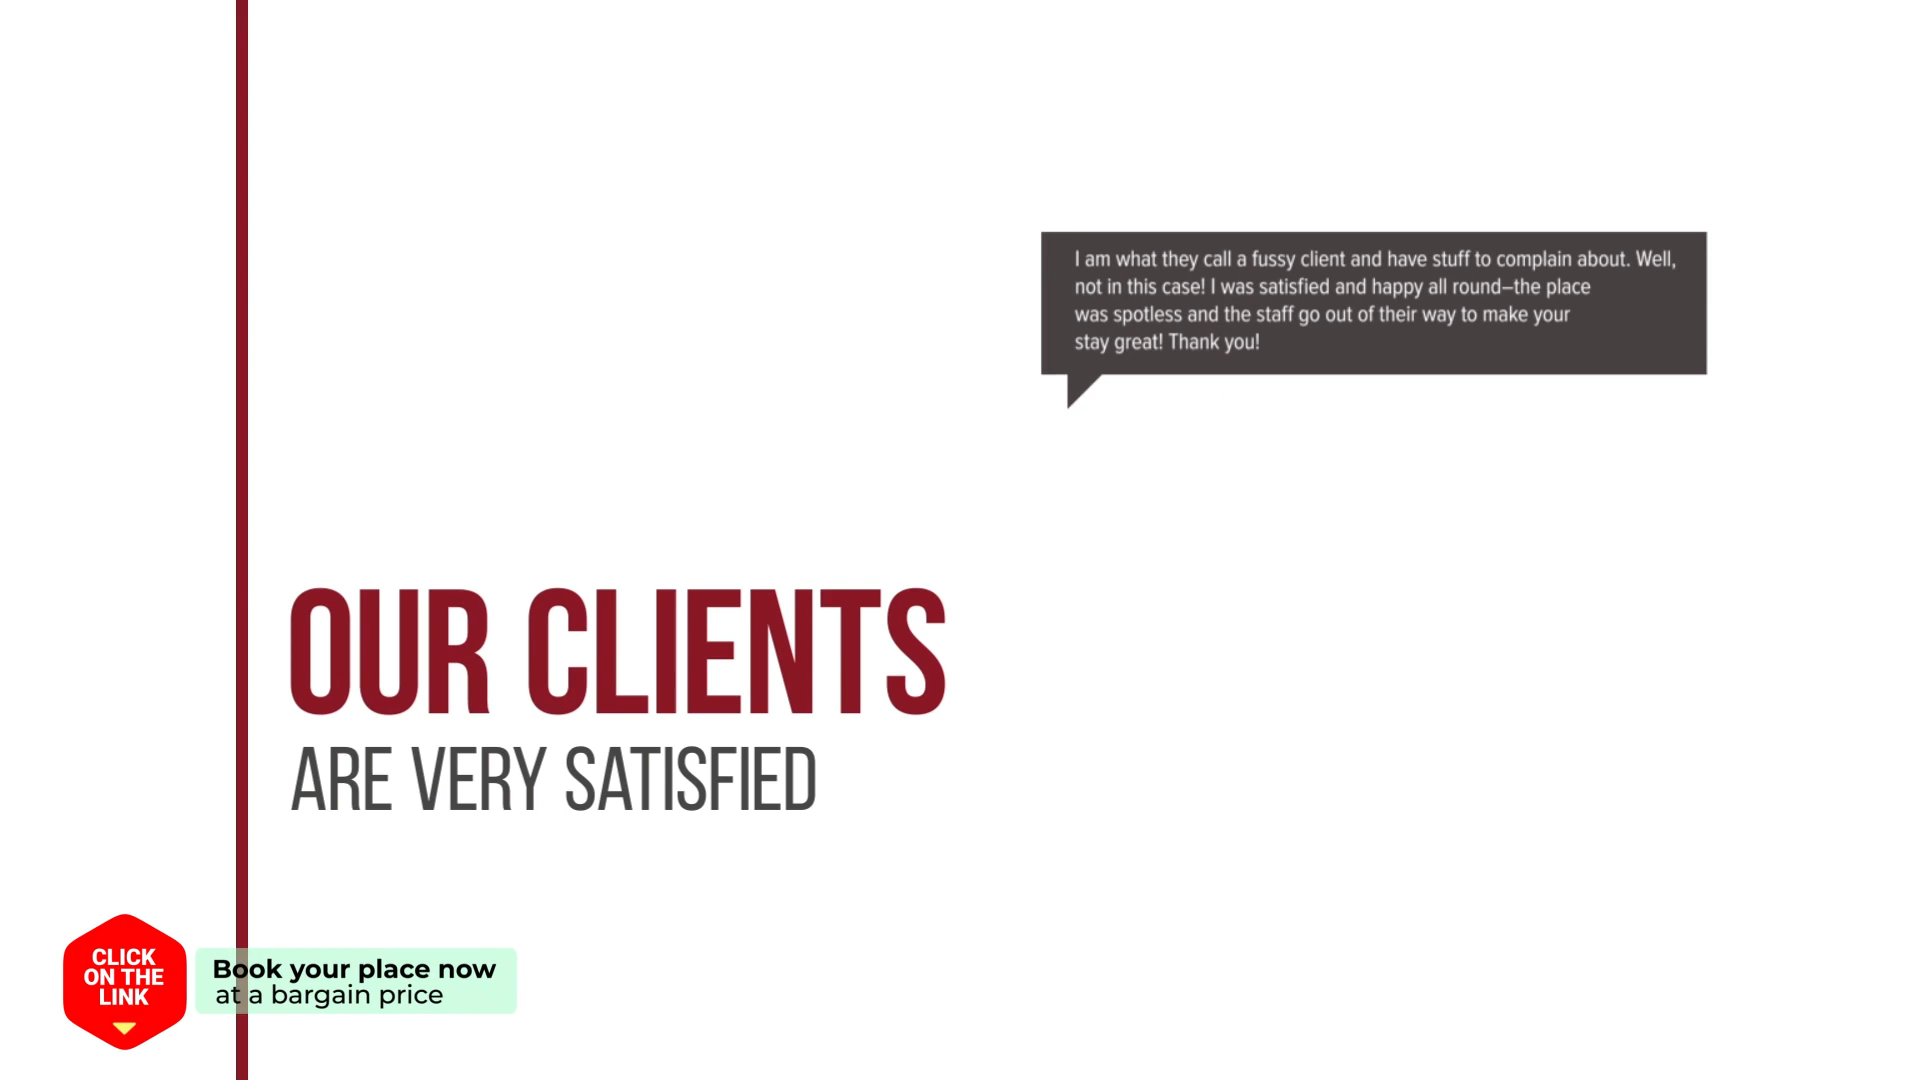 I am what they call a fussy client and have stuff to complain about. Well,
not in this case! I was satisfied and happy all round–the place
was spotless and the staff go out of their way to make your
stay great! Thank you!
OUR CLIENTS
ARE VERY SATISFIED
CLICK
ON THE
LINK
Book your place now
at a bargain price